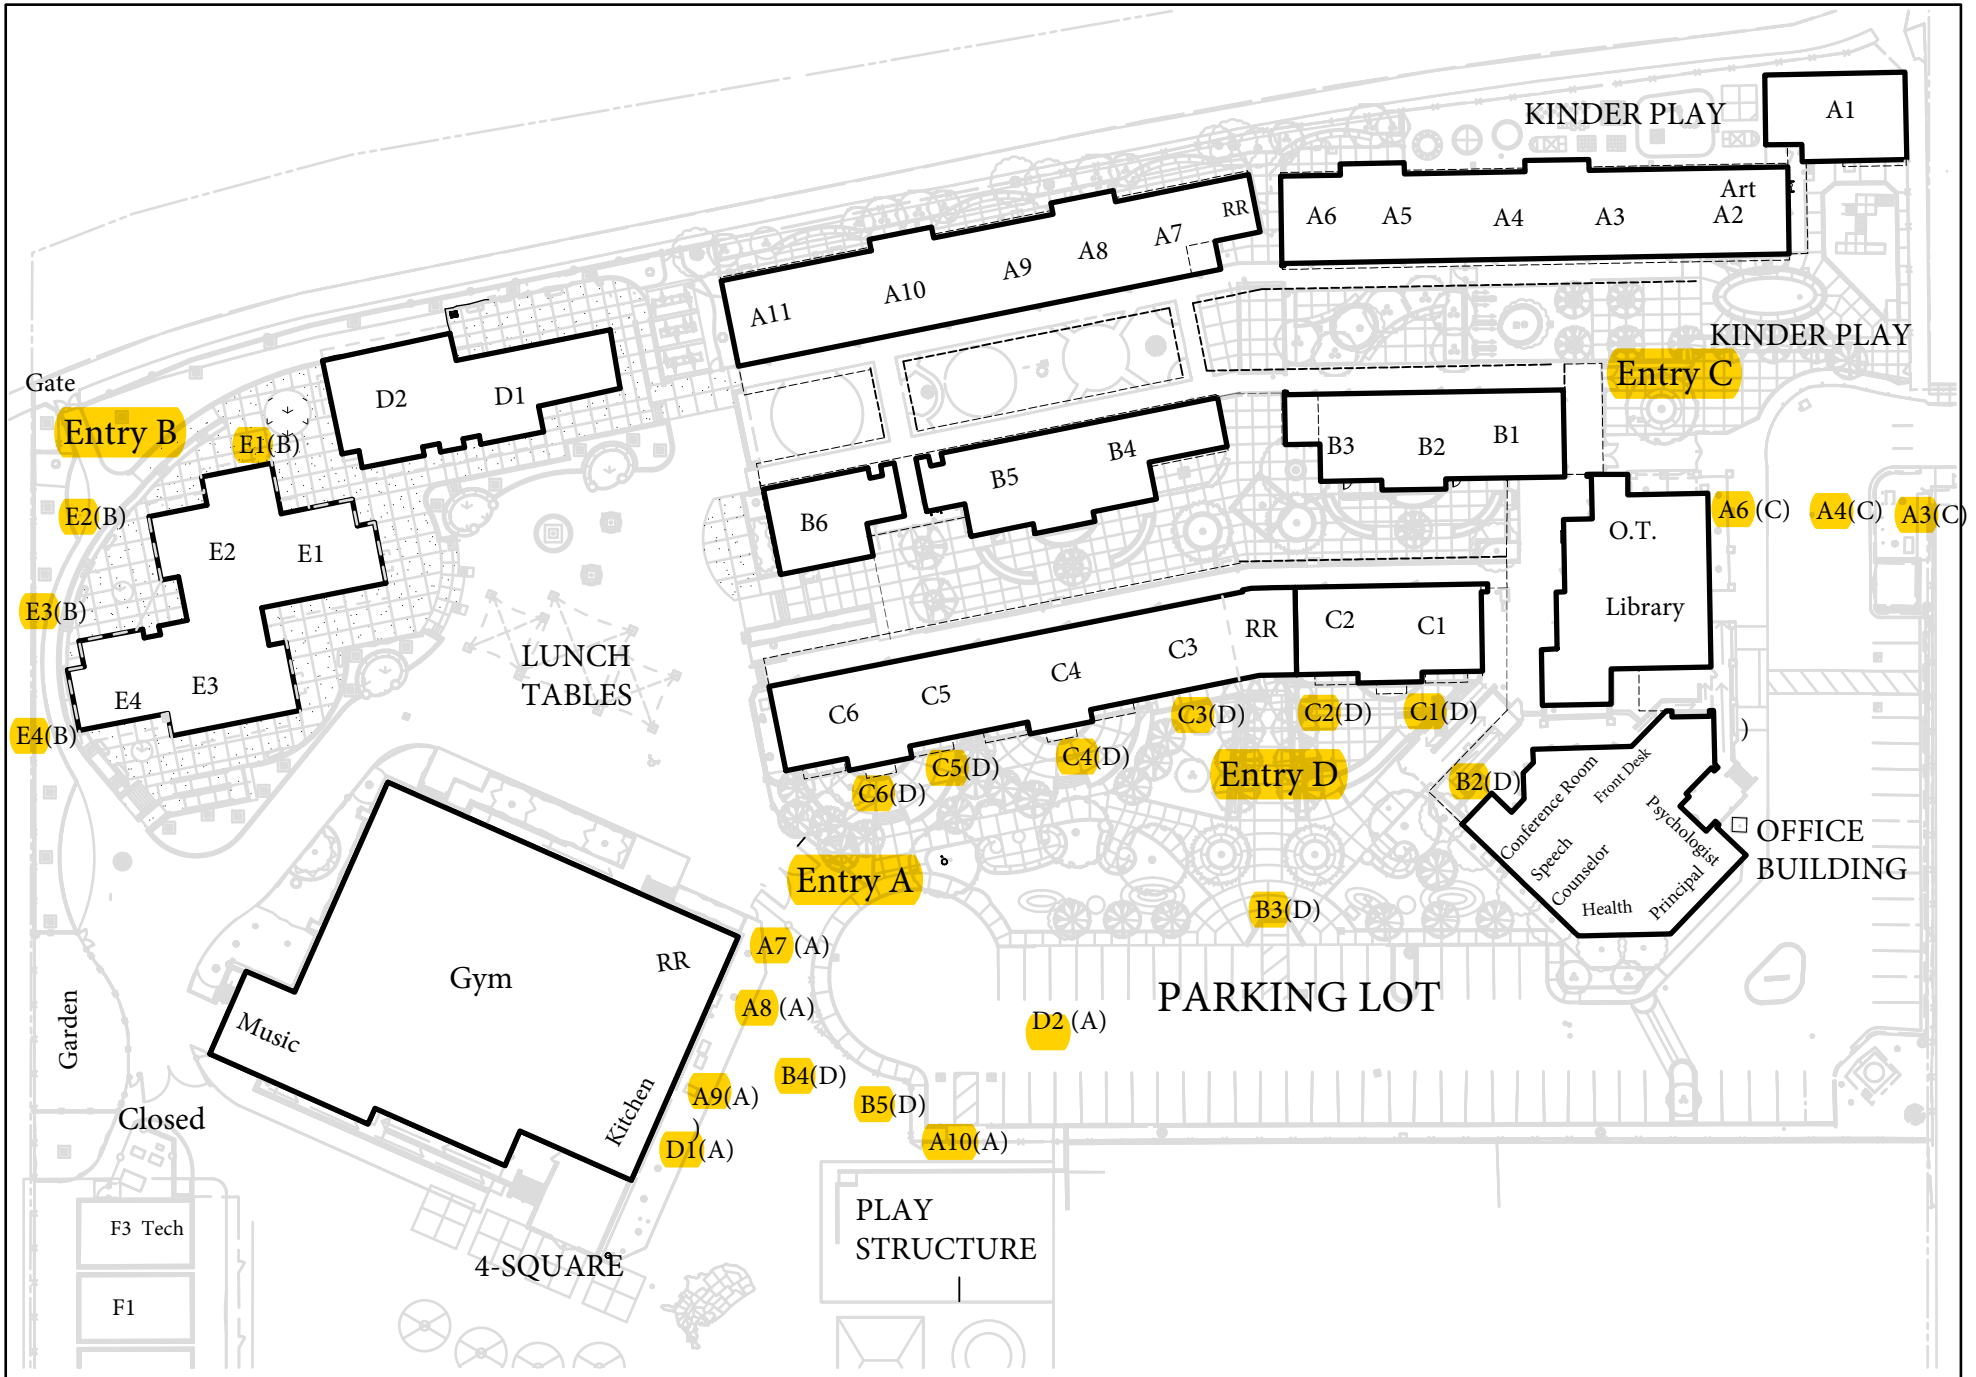 KINDER PLAY
A1
Art
A6
A5
A4
A3
A2
RR
A7
A8
A9
A10
A11
KINDER PLAY
Entry C
Gate
Entry B
E1(B)
D2
D1
B3
B2
B1
B4
B5
B6
E2(B)
A6 (C)
A4(C)
A3(C)
O.T.
Library
E2
E1
E3(B)
E4
E3
E4(B)
LUNCH
TABLES
C6
C5
C4
C3
RR
C2
C1
C3(D)
C2(D)
C1(D)
)
C6(D)
C5(D)
C4(D)
Entry D
B2(D)
Conference Room
Front Desk
Speech
Counselor
Psychologist
Principal
Health
OFFICE
BUILDING
Entry A
B3(D)
A7 (A)
RR
Gym
Music
Kitchen
A8 (A)
PARKING LOT
D2 (A)
Garden
B4(D)
A9(A)
B5(D)
)
D1(A)
A10(A)
Closed
PLAY
STRUCTURE
F3 Tech
4-SQUARE
F1